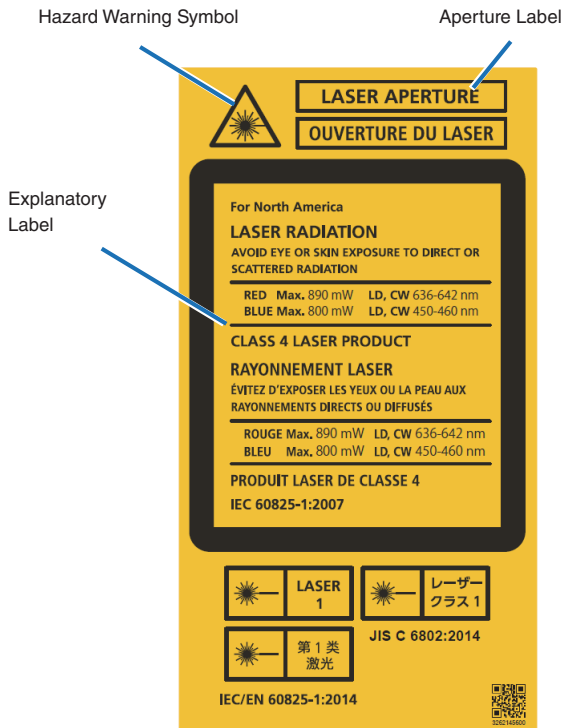 Hazard Warning Symbol
Aperture Label
LASER APERTURE
OUVERTURE DU LASER
Explanatory
Label
For North America
LASER RADIATION
AVOID EYE OR SKIN EXPOSURE TO DIRECT OR
SCATTERED RADIATION
RED Max. 890 mW LD, CW 636-642 nm
BLUE Max. 800 mW LD, CW 450-460 nm
CLASS 4 LASER PRODUCT
RAYONNEMENT LASER
ÉVITEZ D'EXPOSER LES YEUX OU LA PEAU AUX
RAYONNEMENTS DIRECTS OU DIFFUSÉS
ROUGE Max. 890 mW LD, CW 636-642 nm
BLEU Max. 800 mW LD, CW 450-460 nm
PRODUIT LASER DE CLASSE 4
IEC 60825-1:2007
LASER
1
レーザー
クラス 1
JIS C 6802:2014
第 1 类
激光
IEC/EN 60825-1:2014
3262145600